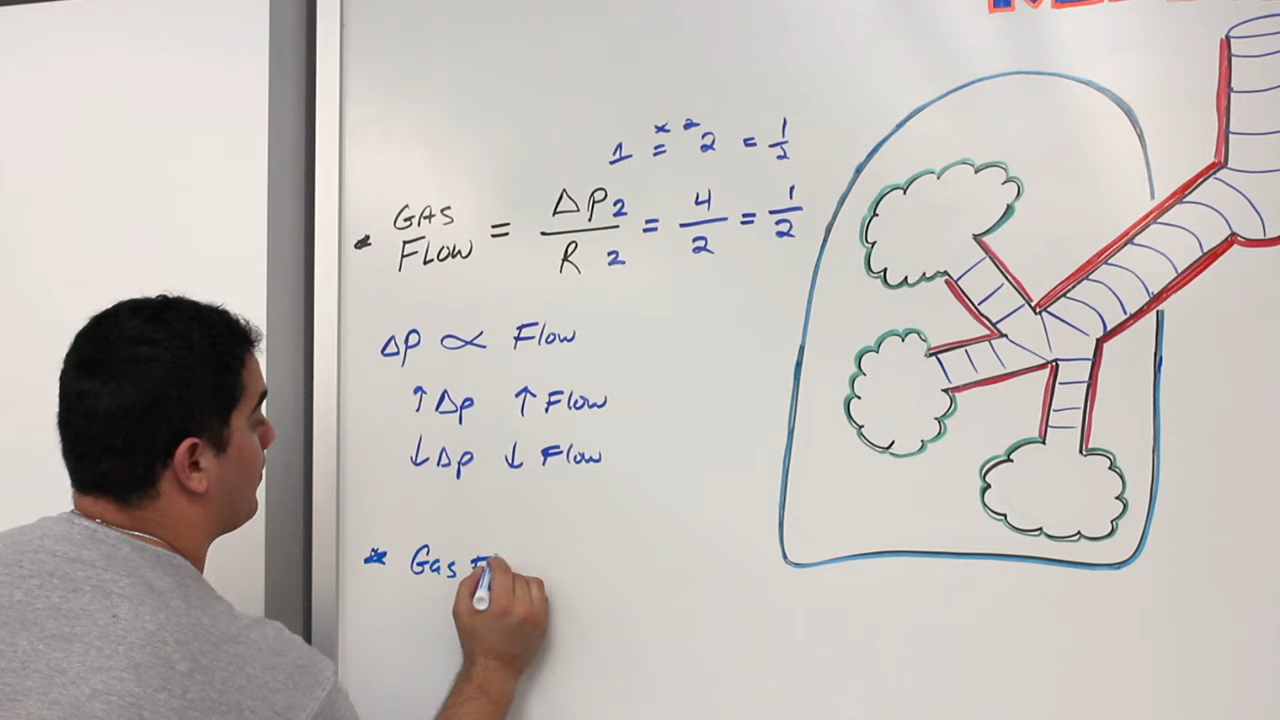 1 = x 2 2 = 1/2
* GAS FLOW = ΔP2 / R 2 = 4/2 = 1/2
ΔP ∝ Flow
↑ Δp ↑ Flow
↓ Δp ↓ Flow
* Gas F